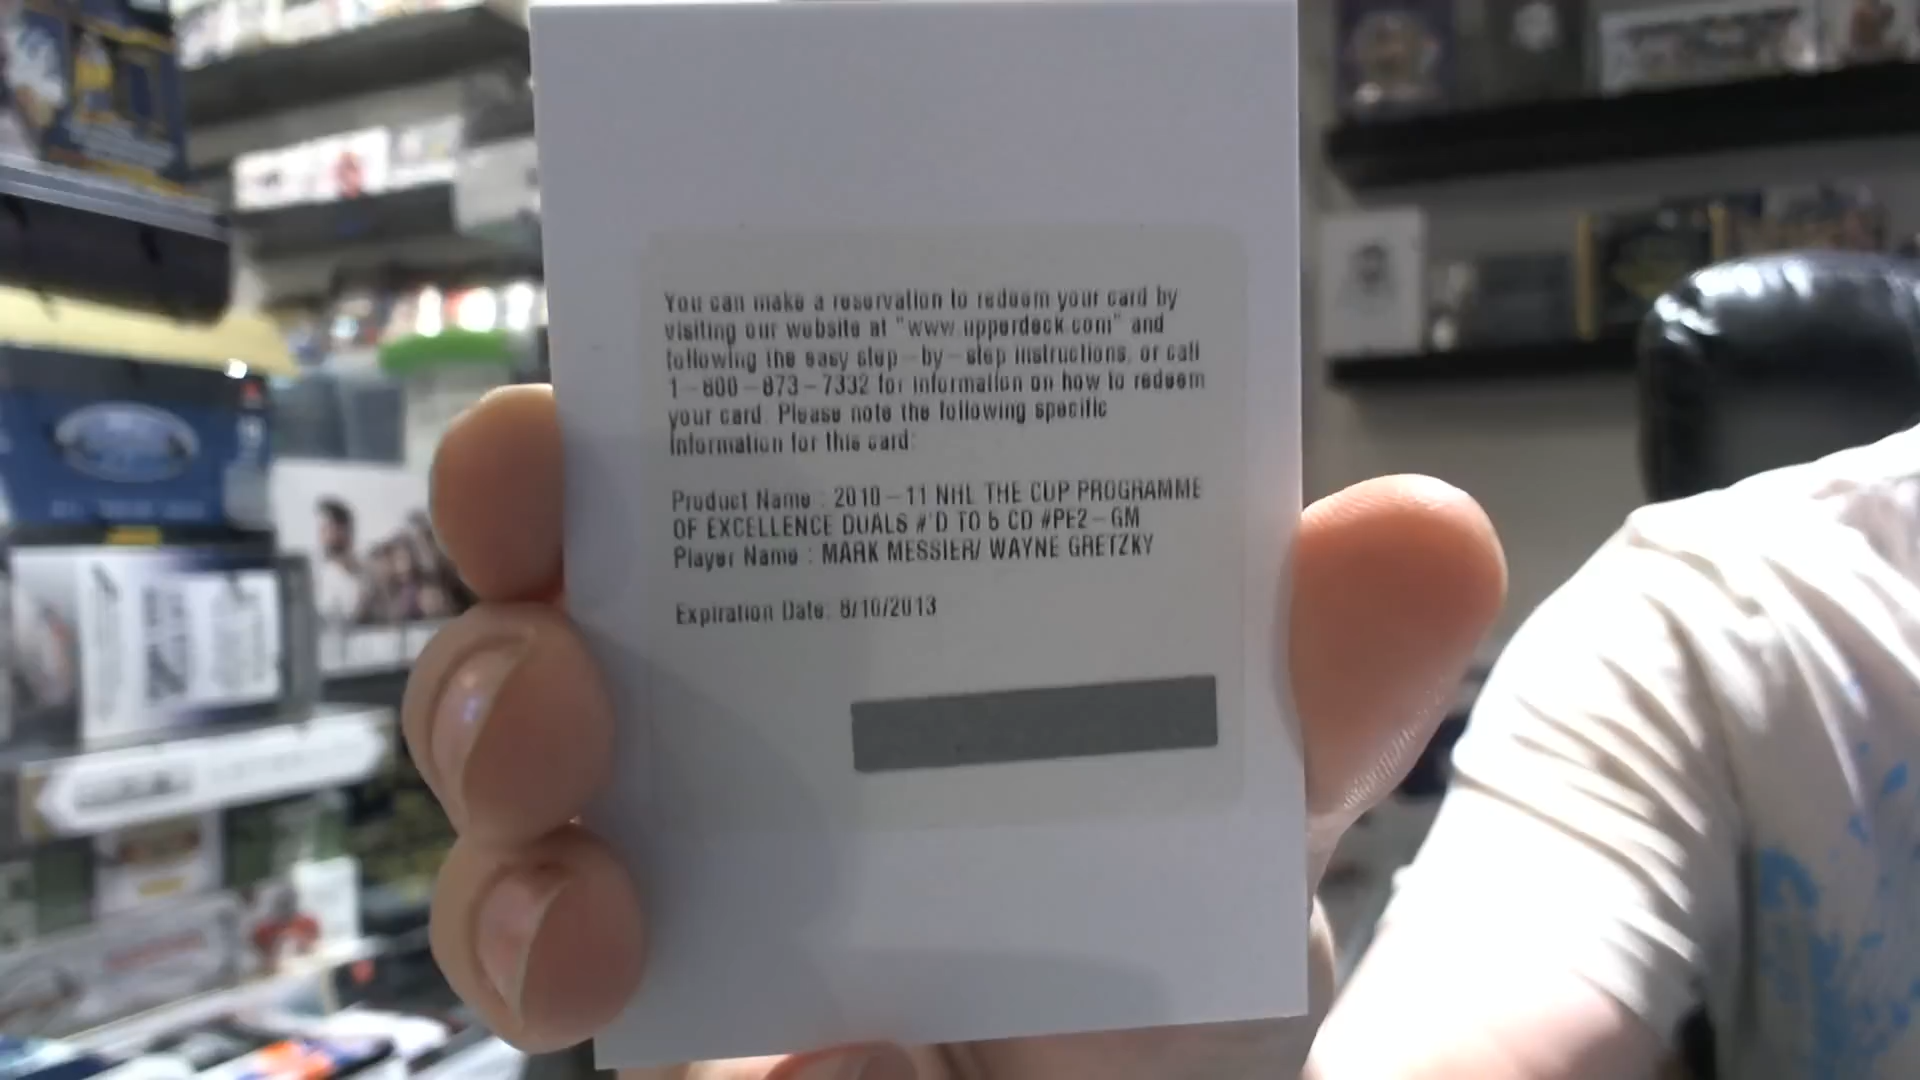 You can make a reservation to redeem your card by
visiting our website at "www.upperdeck.com" and
following the easy step-by-step instructions, or call
1-800-873-7332 for information on how to redeem
your card. Please note the following specific
information for this card:
Product Name : 2010-11 NHL THE CUP PROGRAMME
OF EXCELLENCE DUALS #'D TO 5 CD #PE2-GM
Player Name : MARK MESSIER/ WAYNE GRETZKY
Expiration Date: 8/10/2013